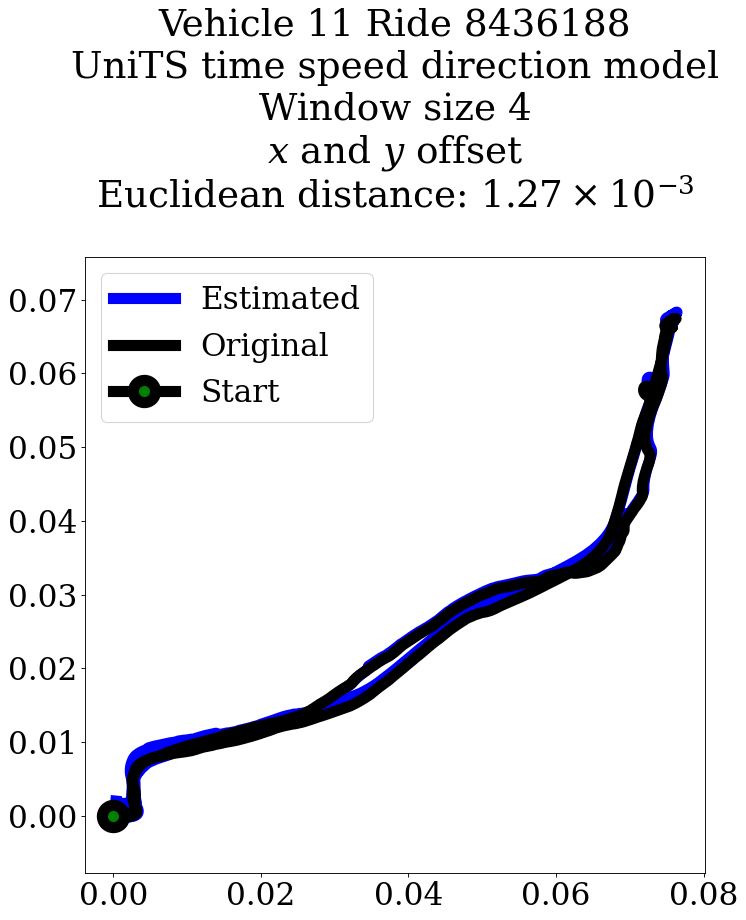 Vehicle 11 Ride 8436188
UniTS time speed direction model
Window size 4
x and y offset
Euclidean distance: 1.27 × 10⁻³
Estimated
Original
Start
0.07
0.06
0.05
0.04
0.03
0.02
0.01
0.00
0.00 0.02 0.04 0.06 0.08